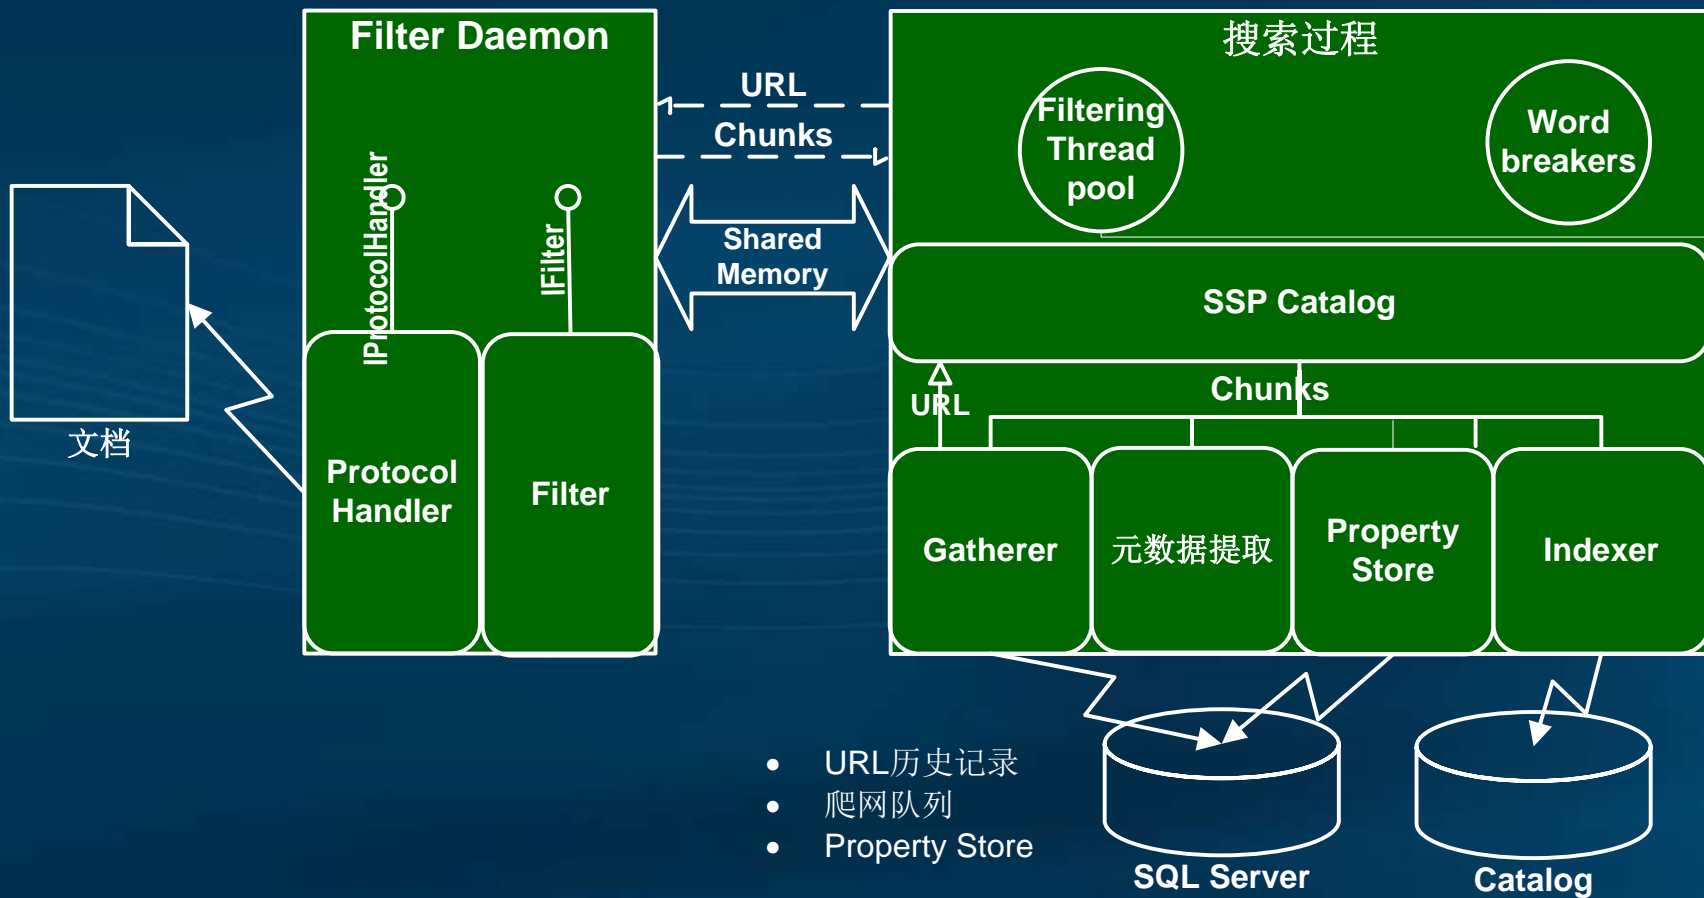 Filter Daemon
搜索过程
URL
Chunks
Filtering
Thread
pool
Word
breakers
IProtocolHandler
IFilter
Shared
Memory
SSP Catalog
Chunks
URL
文档
Protocol
Handler
Filter
Gatherer
元数据提取
Property
Store
Indexer
• URL历史记录
• 爬网队列
• Property Store
SQL Server
Catalog